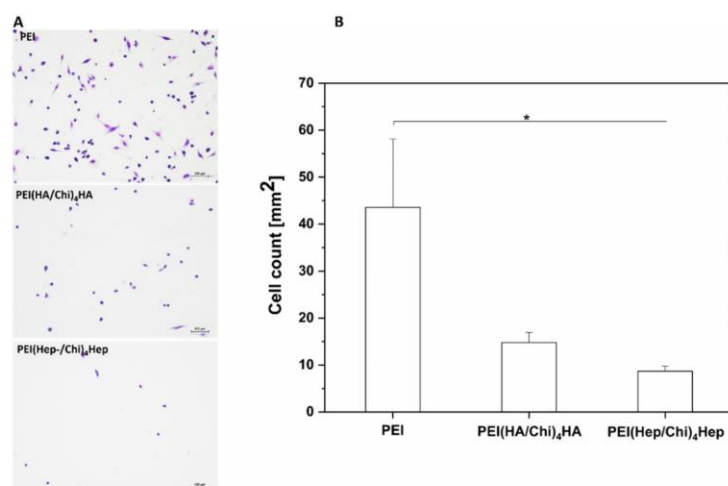 A
PEI
PEI(HA/Chi)₄HA
PEI(Hep-/Chi)₄Hep
B
70
60
50
40
30
20
10
0
Cell count [mm²]
*
PEI
PEI(HA/Chi)₄HA
PEI(Hep/Chi)₄Hep